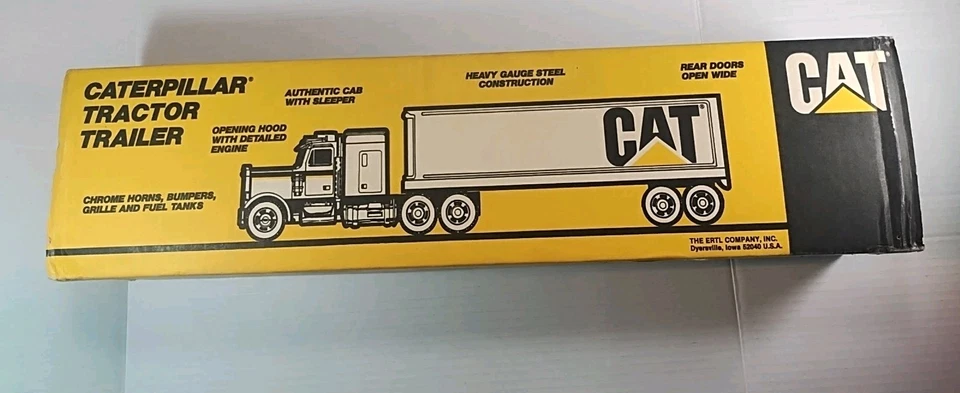 CATERPILLAR®
TRACTOR
TRAILER
AUTHENTIC CAB
WITH SLEEPER
HEAVY GAUGE STEEL
CONSTRUCTION
REAR DOORS
OPEN WIDE
OPENING HOOD
WITH DETAILED
ENGINE
CHROME HORNS, BUMPERS,
GRILLE AND FUEL TANKS
CAT
CAT
THE ERTL COMPANY, INC.
Dyersville, Iowa 52040 U.S.A.